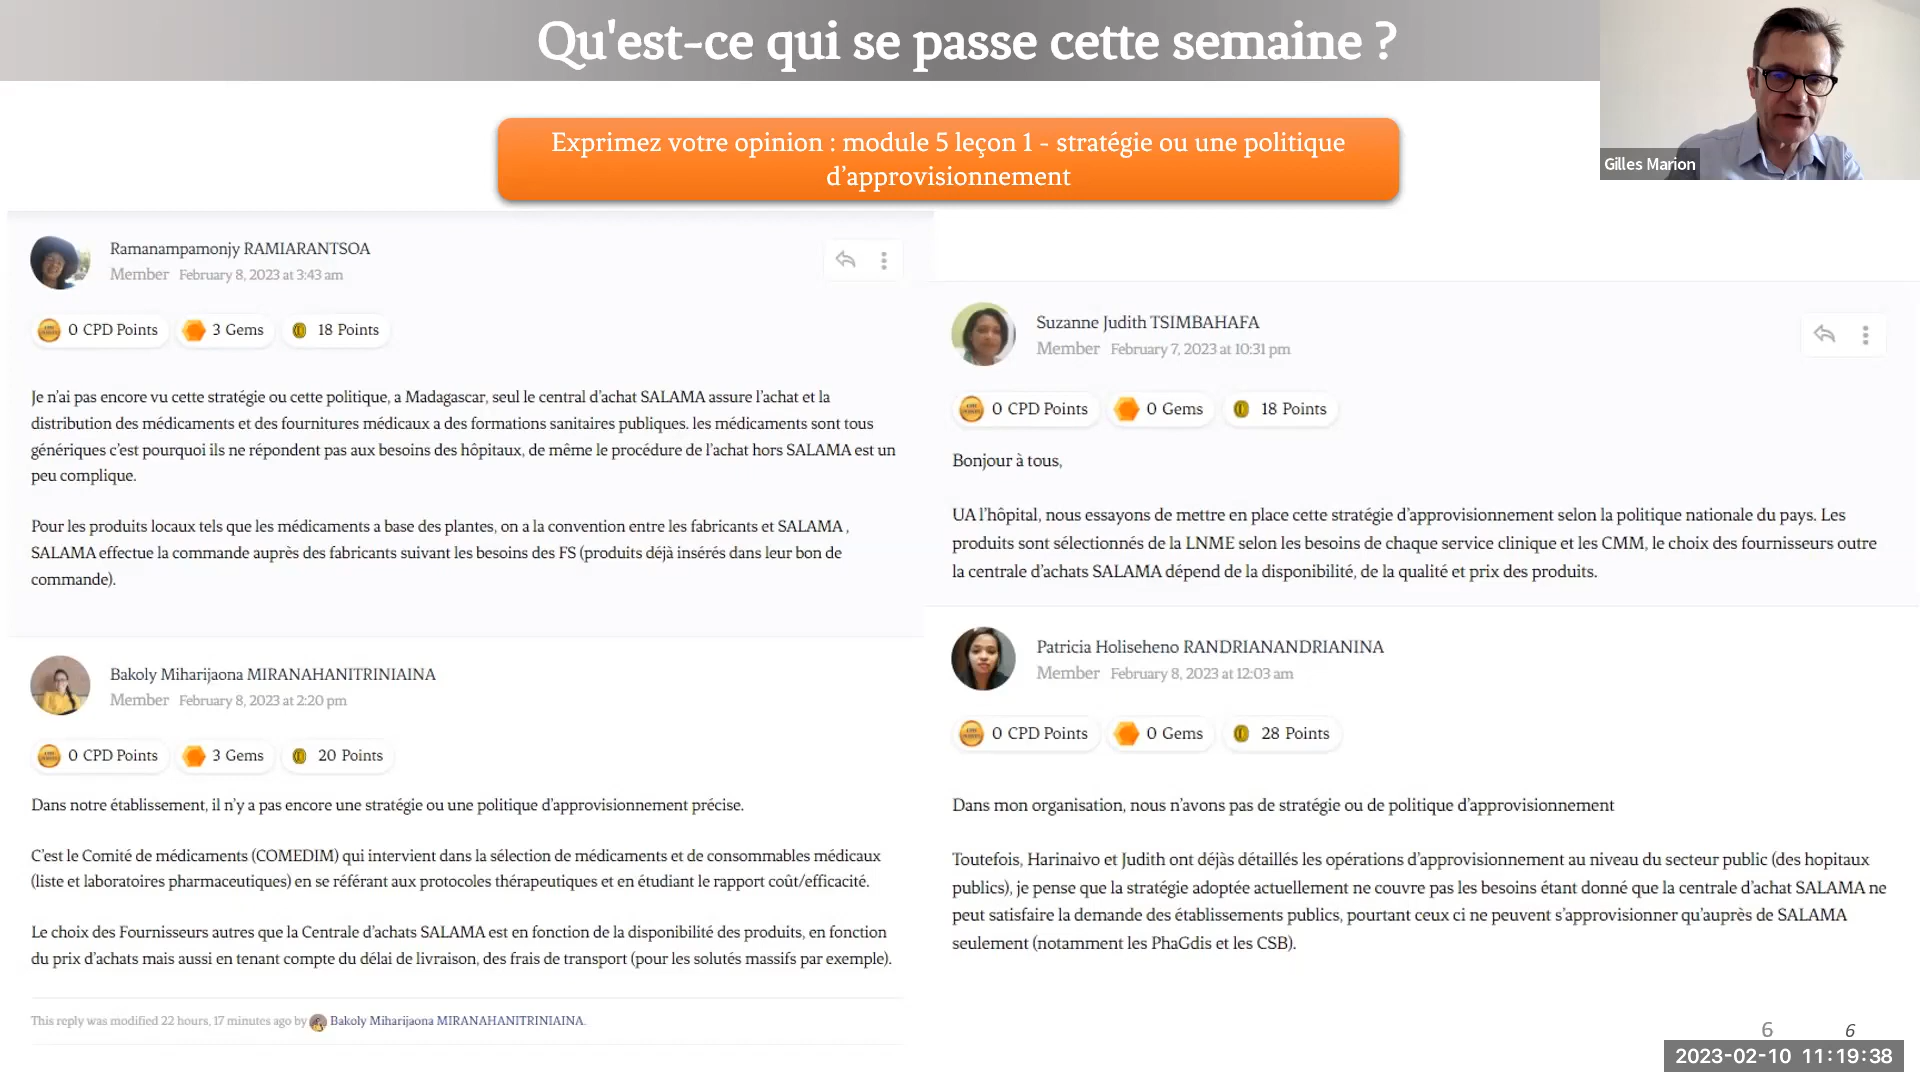 Qu'est-ce qui se passe cette semaine ?
Gilles Marion
Exprimez votre opinion : module 5 leçon 1 - stratégie ou une politique
d'approvisionnement
Ramanampamonjy RAMIARANTSOA
Member February 8, 2023 at 3:43 am
0 CPD Points 3 Gems 18 Points
Je n'ai pas encore vu cette stratégie ou cette politique, a Madagascar, seul le central d'achat SALAMA assure l'achat et la
distribution des médicaments et des fournitures médicaux a des formations sanitaires publiques. les médicaments sont tous
génériques c'est pourquoi ils ne répondent pas aux besoins des hôpitaux, de même le procédure de l'achat hors SALAMA est un
peu complique.
Pour les produits locaux tels que les médicaments a base des plantes, on a la convention entre les fabricants et SALAMA ,
SALAMA effectue la commande auprès des fabricants suivant les besoins des FS (produits déjà insérés dans leur bon de
commande).
Bakoly Miharijaona MIRANAHANITRINIAINA
Member February 8, 2023 at 2:20 pm
0 CPD Points 3 Gems 20 Points
Dans notre établissement, il n'y a pas encore une stratégie ou une politique d'approvisionnement précise.
C'est le Comité de médicaments (COMEDIM) qui intervient dans la sélection de médicaments et de consommables médicaux
(liste et laboratoires pharmaceutiques) en se référant aux protocoles thérapeutiques et en étudiant le rapport coût/efficacité.
Le choix des Fournisseurs autres que la Centrale d'achats SALAMA est en fonction de la disponibilité des produits, en fonction
du prix d'achats mais aussi en tenant compte du délai de livraison, des frais de transport (pour les solutés massifs par exemple).
This reply was modified 22 hours, 17 minutes ago by Bakoly Miharijaona MIRANAHANITRINIAINA.
Suzanne Judith TSIMBAHAFA
Member February 7, 2023 at 10:31 pm
0 CPD Points 0 Gems 18 Points
Bonjour à tous,
UA l'hôpital, nous essayons de mettre en place cette stratégie d'approvisionnement selon la politique nationale du pays. Les
produits sont sélectionnés de la LNME selon les besoins de chaque service clinique et les CMM, le choix des fournisseurs outre
la centrale d'achats SALAMA dépend de la disponibilité, de la qualité et prix des produits.
Patricia Holiseheno RANDRIANANDRIANINA
Member February 8, 2023 at 12:03 am
0 CPD Points 0 Gems 28 Points
Dans mon organisation, nous n'avons pas de stratégie ou de politique d'approvisionnement
Toutefois, Harinaivo et Judith ont déjàs détaillés les opérations d'approvisionnement au niveau du secteur public (des hopitaux
publics), je pense que la stratégie adoptée actuellement ne couvre pas les besoins étant donné que la centrale d'achat SALAMA ne
peut satisfaire la demande des établissements publics, pourtant ceux ci ne peuvent s'approvisionner qu'auprès de SALAMA
seulement (notamment les PhaGdis et les CSB).
6 6
2023-02-10 11:19:38